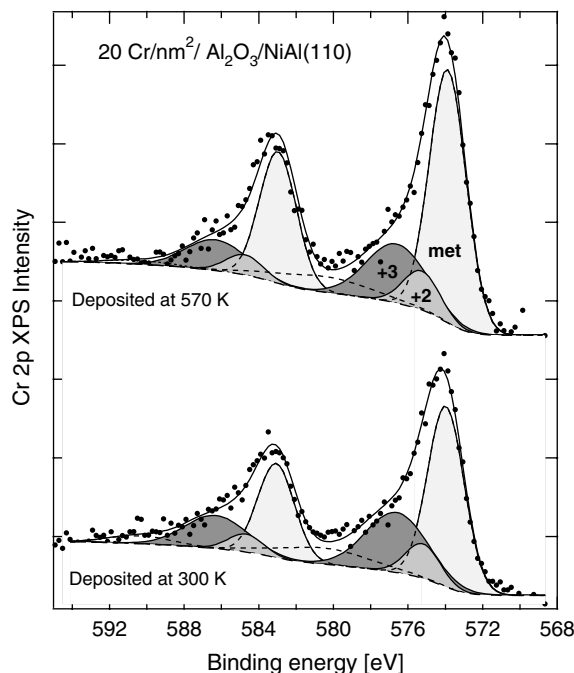 20 Cr/nm²/ Al₂O₃/NiAl(110)
met
+3
+2
Deposited at 570 K
Deposited at 300 K
Cr 2p XPS Intensity
592 588 584 580 576 572 568
Binding energy [eV]